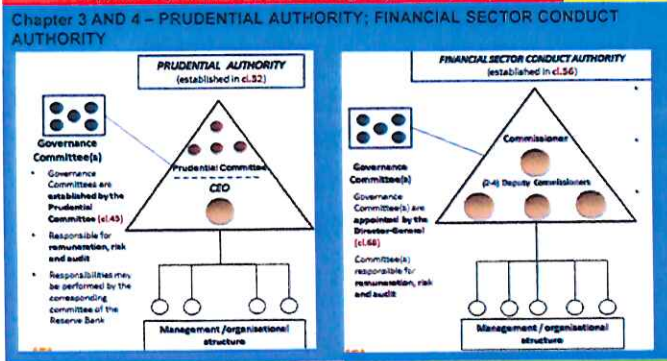 Chapter 3 AND 4 – PRUDENTIAL AUTHORITY; FINANCIAL SECTOR CONDUCT
AUTHORITY
PRUDENTIAL AUTHORITY
(established in cl.32)
Governance
Committee(s)
• Governance
Committees are
established by the
Prudential
Committee (cl.45)
• Responsible for
remuneration, risk
and audit
• Responsibilities may
be performed by the
corresponding
committee of the
Reserve Bank
Prudential Committee
CEO
Management / organisational
structure
FINANCIAL SECTOR CONDUCT AUTHORITY
(established in cl.56)
Governance
Committee(s)
Governance
Committee(s) are
appointed by the
Director-General
(cl.68)
Committee(s)
responsible for
remuneration, risk
and audit
Commissioner
(2-4) Deputy Commissioners
Management / organisational
structure